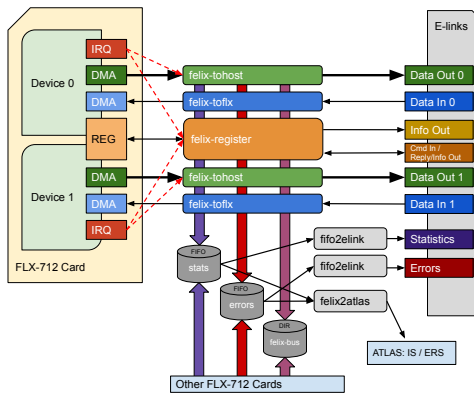 E-links
IRQ
Device 0
DMA
felix-tohost
Data Out 0
DMA
felix-toflx
Data In 0
REG
felix-register
Info Out
Cmd In /
Reply/Info Out
DMA
felix-tohost
Data Out 1
Device 1
DMA
felix-toflx
Data In 1
IRQ
FLX-712 Card
FIFO
stats
fifo2elink
Statistics
fifo2elink
Errors
FIFO
errors
felix2atlas
DIR
felix-bus
ATLAS: IS / ERS
Other FLX-712 Cards